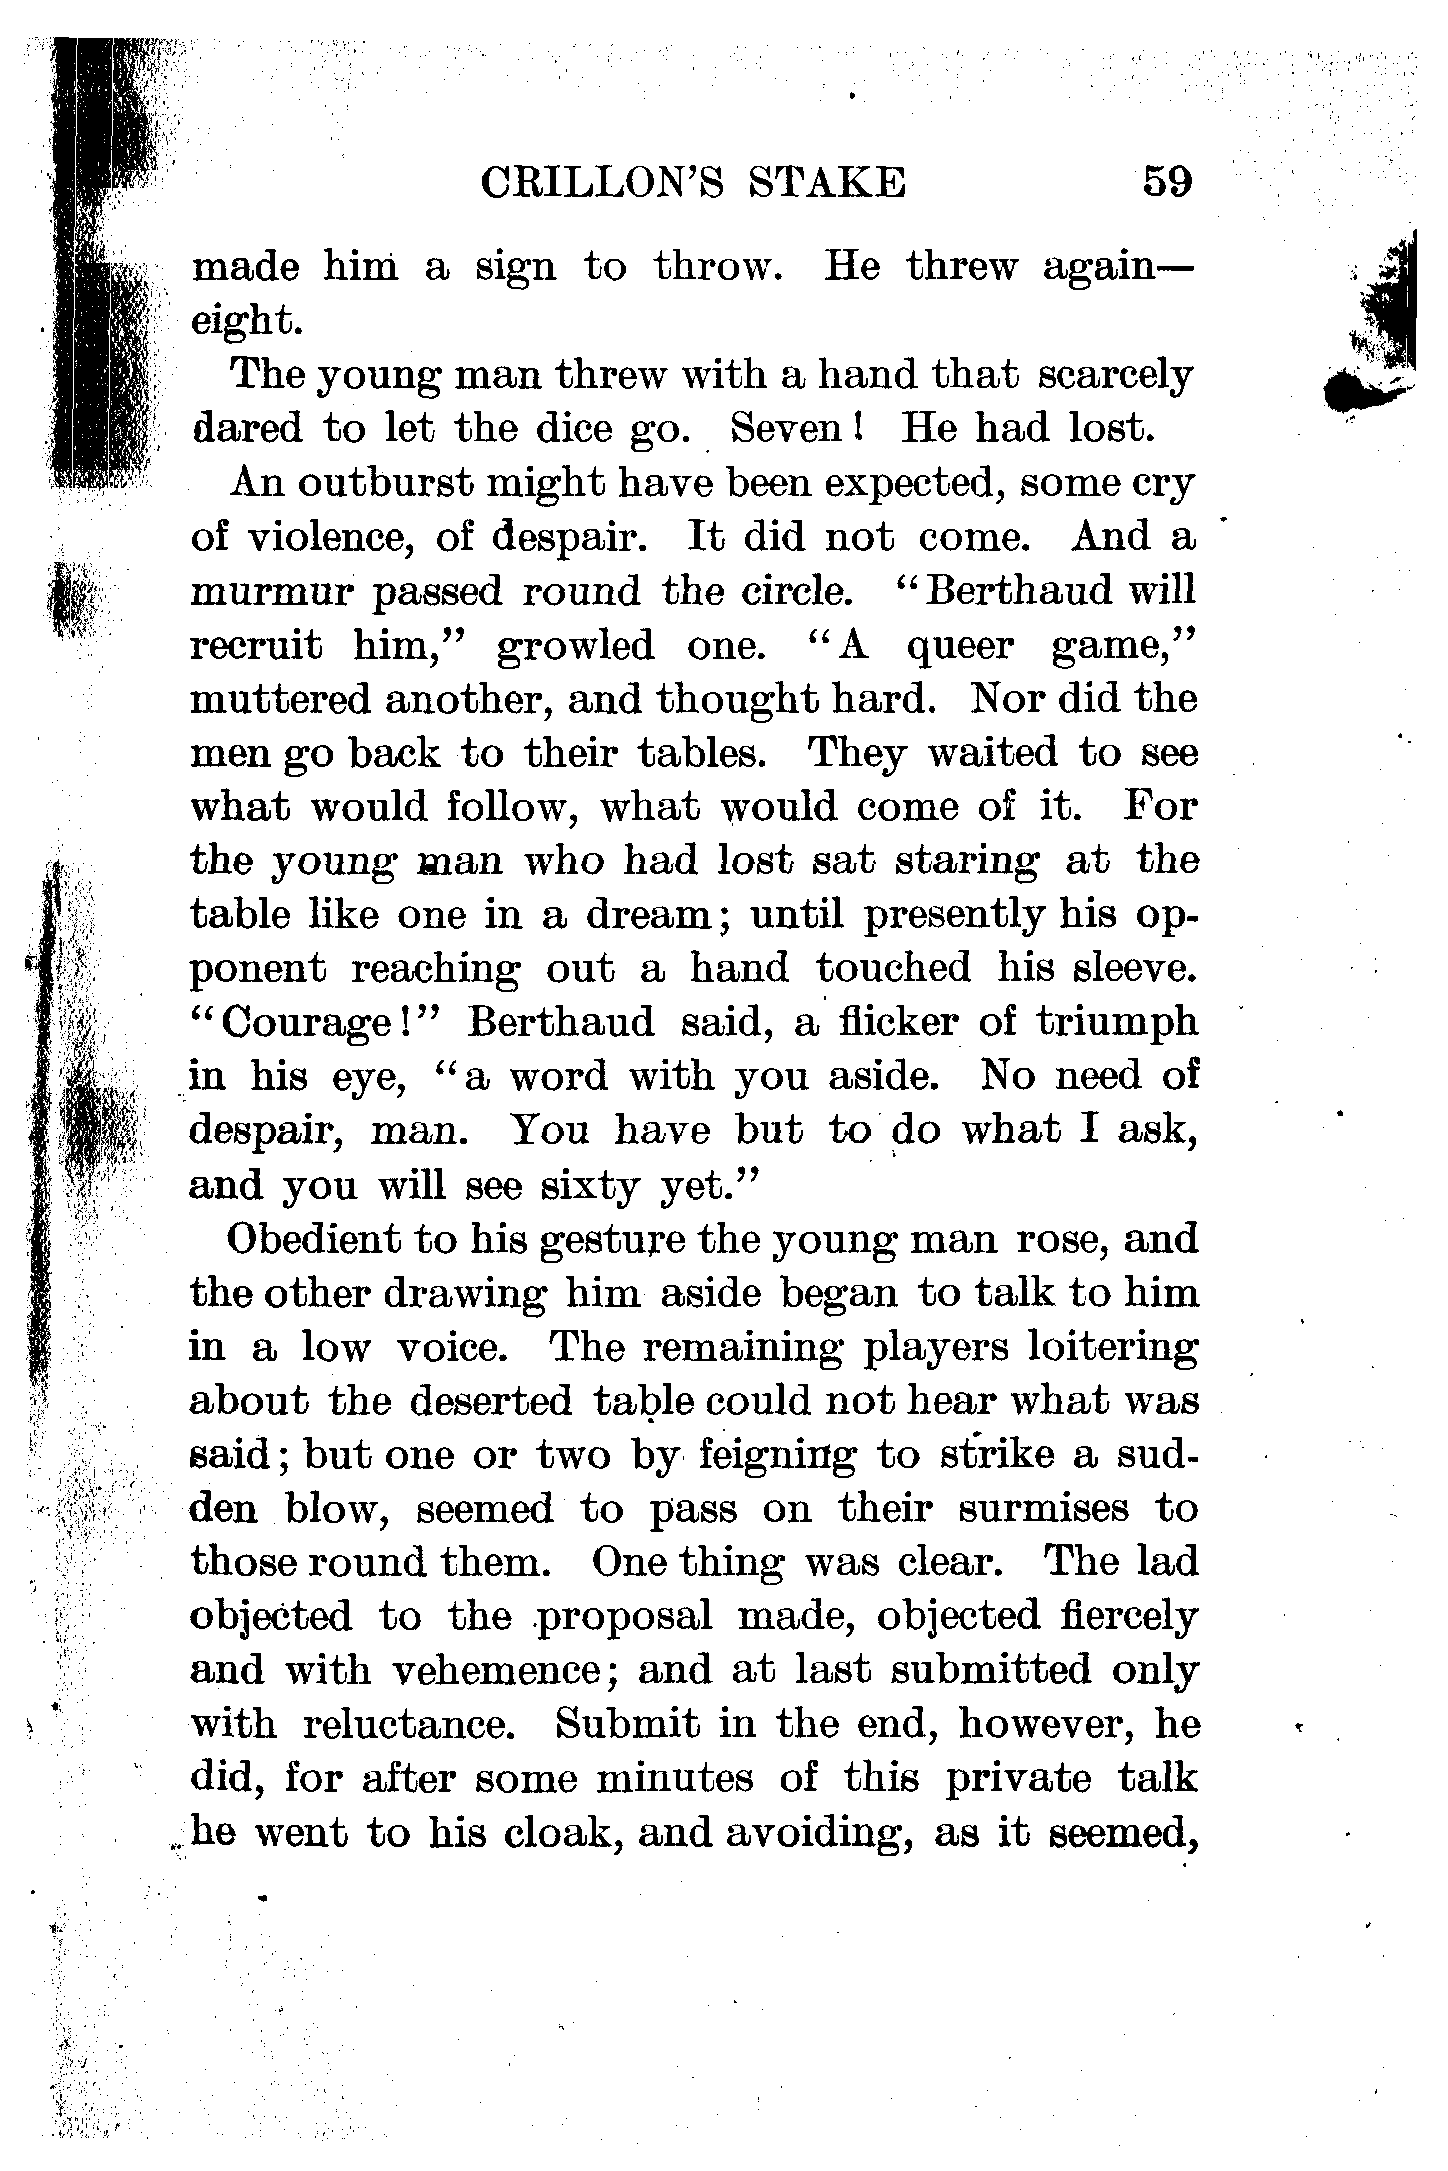 CRILLON'S STAKE 59
made him a sign to throw. He threw again—
eight.
The young man threw with a hand that scarcely
dared to let the dice go. Seven! He had lost.
An outburst might have been expected, some cry
of violence, of despair. It did not come. And a
murmur passed round the circle. "Berthaud will
recruit him," growled one. "A queer game,"
muttered another, and thought hard. Nor did the
men go back to their tables. They waited to see
what would follow, what would come of it. For
the young man who had lost sat staring at the
table like one in a dream; until presently his op-
ponent reaching out a hand touched his sleeve.
"Courage!" Berthaud said, a flicker of triumph
in his eye, "a word with you aside. No need of
despair, man. You have but to do what I ask,
and you will see sixty yet."
Obedient to his gesture the young man rose, and
the other drawing him aside began to talk to him
in a low voice. The remaining players loitering
about the deserted table could not hear what was
said; but one or two by feigning to strike a sud-
den blow, seemed to pass on their surmises to
those round them. One thing was clear. The lad
objected to the proposal made, objected fiercely
and with vehemence; and at last submitted only
with reluctance. Submit in the end, however, he
did, for after some minutes of this private talk
he went to his cloak, and avoiding, as it seemed,